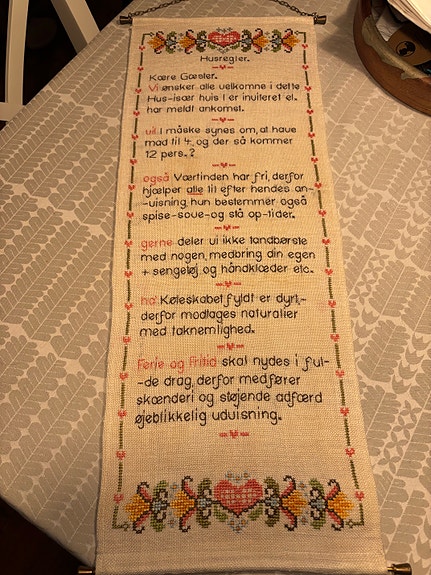 Husregler.
Kære Gæster.
Vi ønsker alle velkomne i dette
Hus-især hvis I er inviteret el.
har meldt ankomst.
vil I måske synes om, at have
mad til 4, og der så kommer
12 pers.?
også Værtinden har fri, derfor
hjælper alle til efter hendes an-
-visning hun bestemmer også
spise-sove-og stå op-tider.
gerne deler vi ikke tandbørste
med nogen, medbring din egen
+ sengetøj og håndklæder etc.
ha' Køleskabet fyldt er dyrt,-
derfor modtages naturalier
med taknemlighed.
Ferie og Fritid skal nydes i ful-
-de drag, derfor medfører
skænderi og støjende adfærd
øjeblikkelig udvisning.